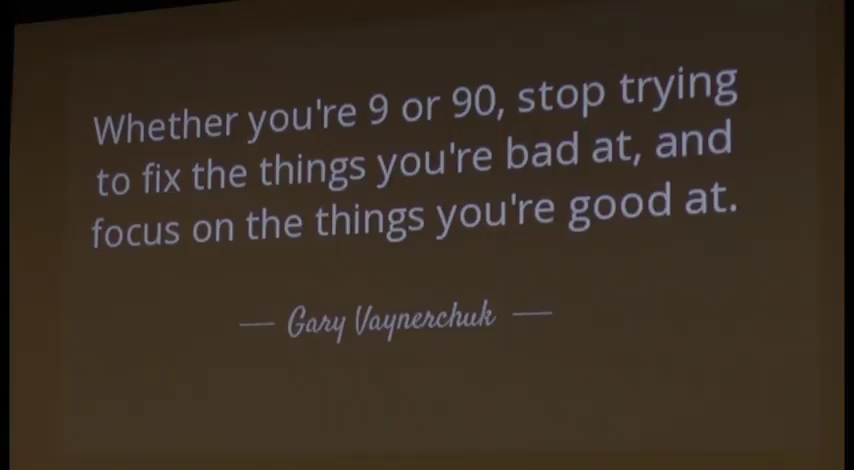 Whether you're 9 or 90, stop trying
to fix the things you're bad at, and
focus on the things you're good at.
— Gary Vaynerchuk —